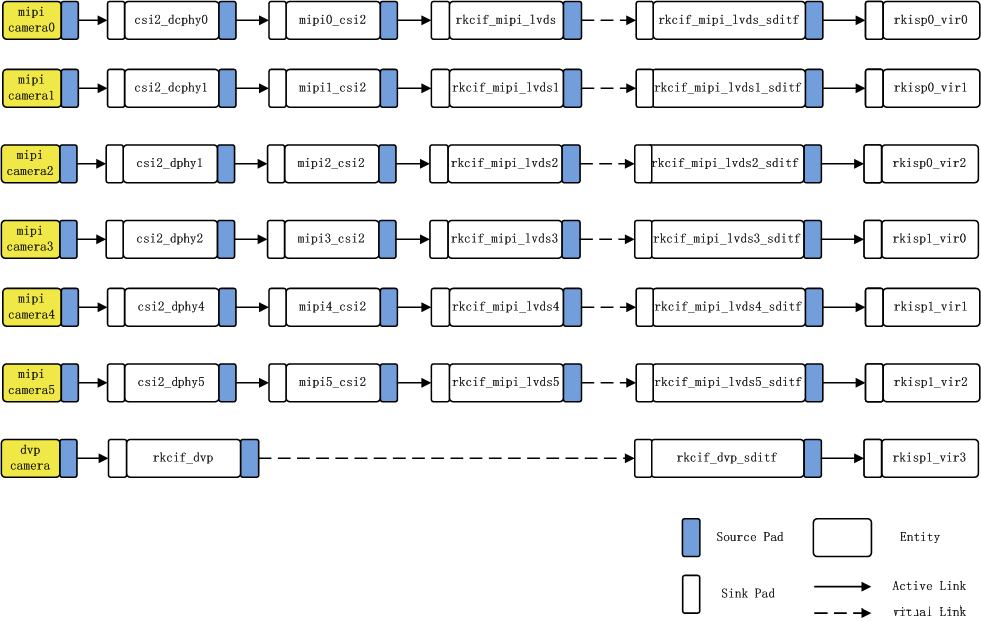 mipi
camera0
csi2_dcphy0
mipi0_csi2
rkcif_mipi_lvds
rkcif_mipi_lvds_sditf
rkisp0_vir0
mipi
camera1
csi2_dcphy1
mipi1_csi2
rkcif_mipi_lvds1
rkcif_mipi_lvds1_sditf
rkisp0_vir1
mipi
camera2
csi2_dphy1
mipi2_csi2
rkcif_mipi_lvds2
rkcif_mipi_lvds2_sditf
rkisp0_vir2
mipi
camera3
csi2_dphy2
mipi3_csi2
rkcif_mipi_lvds3
rkcif_mipi_lvds3_sditf
rkisp1_vir0
mipi
camera4
csi2_dphy4
mipi4_csi2
rkcif_mipi_lvds4
rkcif_mipi_lvds4_sditf
rkisp1_vir1
mipi
camera5
csi2_dphy5
mipi5_csi2
rkcif_mipi_lvds5
rkcif_mipi_lvds5_sditf
rkisp1_vir2
dvp
camera
rkcif_dvp
rkcif_dvp_sditf
rkisp1_vir3
Source Pad
Entity
Sink Pad
Active Link
Link